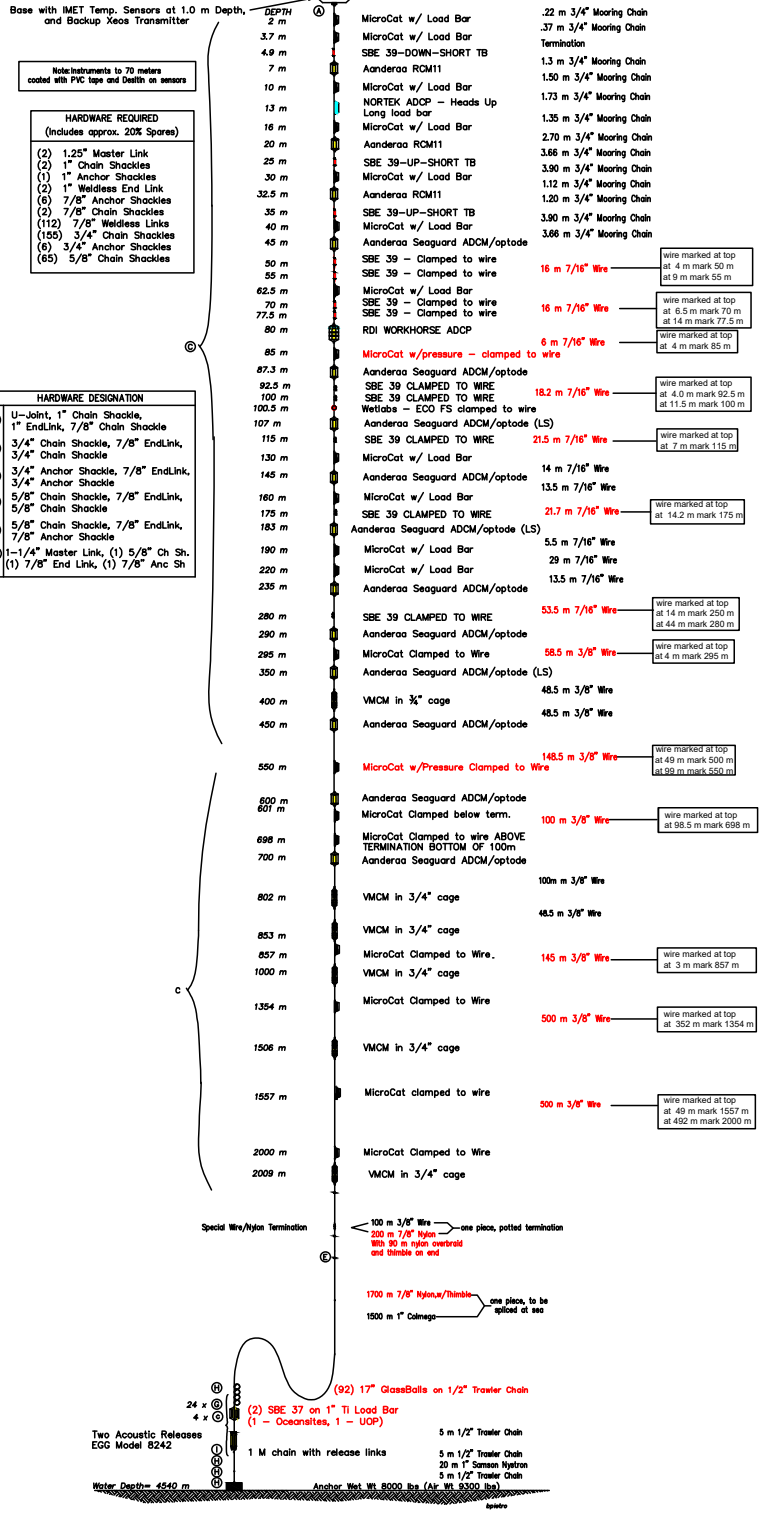 Base with IMET Temp. Sensors at 1.0 m Depth,
and Backup Xeos Transmitter
DEPTH
A
.22 m 3/4" Mooring Chain
2 m MicroCat w/ Load Bar
.37 m 3/4" Mooring Chain
3.7 m MicroCat w/ Load Bar
Termination
4.9 m SBE 39-DOWN-SHORT TB
1.3 m 3/4" Mooring Chain
7 m Aanderaa RCM11
1.50 m 3/4" Mooring Chain
Note:Instruments to 70 meters
coated with PVC tape and Desitin on sensors
10 m MicroCat w/ Load Bar
1.73 m 3/4" Mooring Chain
13 m NORTEK ADCP – Heads Up
Long load bar
1.35 m 3/4" Mooring Chain
16 m MicroCat w/ Load Bar
2.70 m 3/4" Mooring Chain
20 m Aanderaa RCM11
3.66 m 3/4" Mooring Chain
25 m SBE 39-UP-SHORT TB
3.90 m 3/4" Mooring Chain
30 m MicroCat w/ Load Bar
1.12 m 3/4" Mooring Chain
32.5 m Aanderaa RCM11
1.20 m 3/4" Mooring Chain
35 m SBE 39-UP-SHORT TB
3.90 m 3/4" Mooring Chain
40 m MicroCat w/ Load Bar
3.66 m 3/4" Mooring Chain
45 m Aanderaa Seaguard ADCM/optode
HARDWARE REQUIRED
(Includes approx. 20% Spares)
(2) 1.25" Master Link
(2) 1" Chain Shackles
(1) 1" Anchor Shackles
(2) 1" Weldless End Link
(6) 7/8" Anchor Shackles
(2) 7/8" Chain Shackles
(112) 7/8" Weldless Links
(155) 3/4" Chain Shackles
(6) 3/4" Anchor Shackles
(65) 5/8" Chain Shackles
50 m SBE 39 – Clamped to wire
55 m SBE 39 – Clamped to wire
16 m 7/16" Wire
wire marked at top
at 4 m mark 50 m
at 9 m mark 55 m
62.5 m MicroCat w/ Load Bar
70 m SBE 39 – Clamped to wire
77.5 m SBE 39 – Clamped to wire
16 m 7/16" Wire
wire marked at top
at 6.5 m mark 70 m
at 14 m mark 77.5 m
80 m RDI WORKHORSE ADCP
6 m 7/16" Wire
wire marked at top
at 4 m mark 85 m
C
85 m MicroCat w/pressure – clamped to wire
87.3 m Aanderaa Seaguard ADCM/optode
92.5 m SBE 39 CLAMPED TO WIRE
100 m SBE 39 CLAMPED TO WIRE
18.2 m 7/16" Wire
wire marked at top
at 4.0 m mark 92.5 m
at 11.5 m mark 100 m
100.5 m Wetlabs – ECO FS clamped to wire
107 m Aanderaa Seaguard ADCM/optode (LS)
115 m SBE 39 CLAMPED TO WIRE
21.5 m 7/16" Wire
wire marked at top
at 7 m mark 115 m
130 m MicroCat w/ Load Bar
14 m 7/16" Wire
145 m Aanderaa Seaguard ADCM/optode
13.5 m 7/16" Wire
160 m MicroCat w/ Load Bar
175 m SBE 39 CLAMPED TO WIRE
21.7 m 7/16" Wire
wire marked at top
at 14.2 m mark 175 m
183 m Aanderaa Seaguard ADCM/optode (LS)
5.5 m 7/16" Wire
190 m MicroCat w/ Load Bar
29 m 7/16" Wire
220 m MicroCat w/ Load Bar
13.5 m 7/16" Wire
235 m Aanderaa Seaguard ADCM/optode
HARDWARE DESIGNATION
U-Joint, 1" Chain Shackle,
1" EndLink, 7/8" Chain Shackle
3/4" Chain Shackle, 7/8" EndLink,
3/4" Chain Shackle
3/4" Anchor Shackle, 7/8" EndLink,
3/4" Anchor Shackle
5/8" Chain Shackle, 7/8" EndLink,
5/8" Chain Shackle
5/8" Chain Shackle, 7/8" EndLink,
7/8" Anchor Shackle
1-1/4" Master Link, (1) 5/8" Ch Sh.
(1) 7/8" End Link, (1) 7/8" Anc Sh
53.5 m 7/16" Wire
wire marked at top
at 14 m mark 250 m
at 44 m mark 280 m
280 m SBE 39 CLAMPED TO WIRE
290 m Aanderaa Seaguard ADCM/optode
295 m MicroCat Clamped to Wire
58.5 m 3/8" Wire
wire marked at top
at 4 m mark 295 m
350 m Aanderaa Seaguard ADCM/optode (LS)
48.5 m 3/8" Wire
400 m VMCM in ¾" cage
48.5 m 3/8" Wire
450 m Aanderaa Seaguard ADCM/optode
148.5 m 3/8" Wire
wire marked at top
at 49 m mark 500 m
at 99 m mark 550 m
550 m MicroCat w/Pressure Clamped to Wire
600 m Aanderaa Seaguard ADCM/optode
601 m MicroCat Clamped below term.
100 m 3/8" Wire
wire marked at top
at 98.5 m mark 698 m
698 m MicroCat Clamped to wire ABOVE
TERMINATION BOTTOM OF 100m
700 m Aanderaa Seaguard ADCM/optode
100m m 3/8" Wire
802 m VMCM in 3/4" cage
48.5 m 3/8" Wire
853 m VMCM in 3/4" cage
857 m MicroCat Clamped to Wire.
145 m 3/8" Wire
wire marked at top
at 3 m mark 857 m
1000 m VMCM in 3/4" cage
C
1354 m MicroCat Clamped to Wire
500 m 3/8" Wire
wire marked at top
at 352 m mark 1354 m
1506 m VMCM in 3/4" cage
1557 m MicroCat clamped to wire
500 m 3/8" Wire
wire marked at top
at 49 m mark 1557 m
at 492 m mark 2000 m
2000 m MicroCat Clamped to Wire
2009 m VMCM in 3/4" cage
Special Wire/Nylon Termination
100 m 3/8" Wire
200 m 7/8" Nylon
one piece, potted termination
With 90 m nylon overbraid
and thimble on end
E
1700 m 7/8" Nylon,w/Thimble
1500 m 1" Colmega
one piece, to be
spliced at sea
H
(92) 17" GlassBalls on 1/2" Trawler Chain
24 x G
4 x C
(2) SBE 37 on 1" Ti Load Bar
(1 – Oceansites, 1 – UOP)
Two Acoustic Releases
EGG Model 8242
5 m 1/2" Trawler Chain
I
1 M chain with release links
5 m 1/2" Trawler Chain
H
20 m 1" Samson Nystron
H
5 m 1/2" Trawler Chain
H
Water Depth= 4540 m
Anchor Wet Wt 8000 lbs (Air Wt 9300 lbs)
bpietro